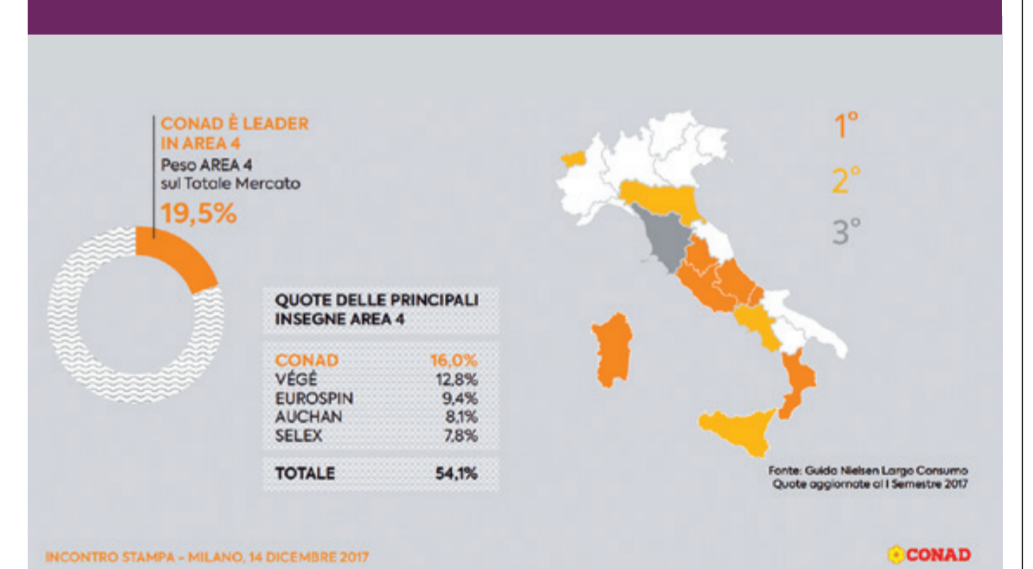 CONAD È LEADER
IN AREA 4
Peso AREA 4
sul Totale Mercato
19,5%
QUOTE DELLE PRINCIPALI
INSEGNE AREA 4
CONAD 16,0%
VÉGÉ 12,8%
EUROSPIN 9,4%
AUCHAN 8,1%
SELEX 7,8%
TOTALE 54,1%
1°
2°
3°
Fonte: Guida Nielsen Largo Consumo
Quote aggiornate al I Semestre 2017
INCONTRO STAMPA - MILANO, 14 DICEMBRE 2017
CONAD